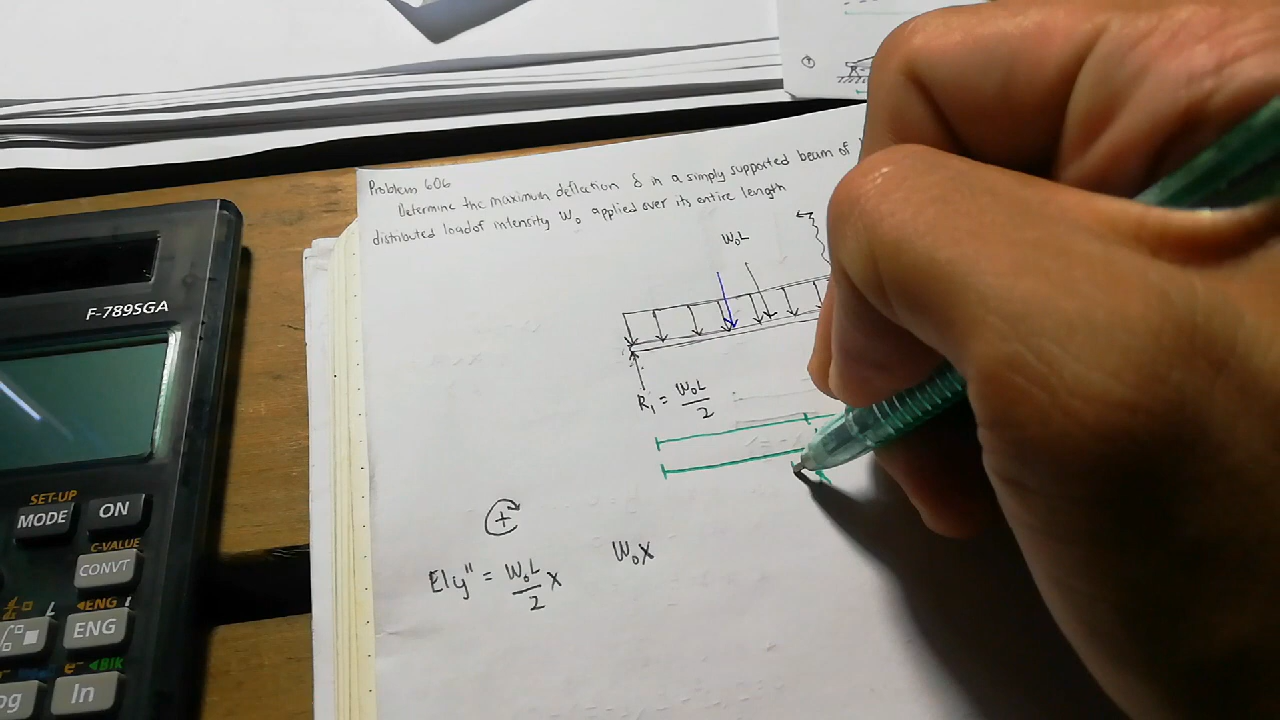 Problem 606
Determine the maximum deflection δ in a simply supported beam of
distributed load of intensity W₀ applied over its entire length
W₀L
R₁ = W₀L/2
+
EIy" = W₀L/2 x W₀x
F-789SGA
SET-UP
MODE ON
C-VALUE
CONVT
◀ENG
ENG
e⁻ ◀BIK
ln